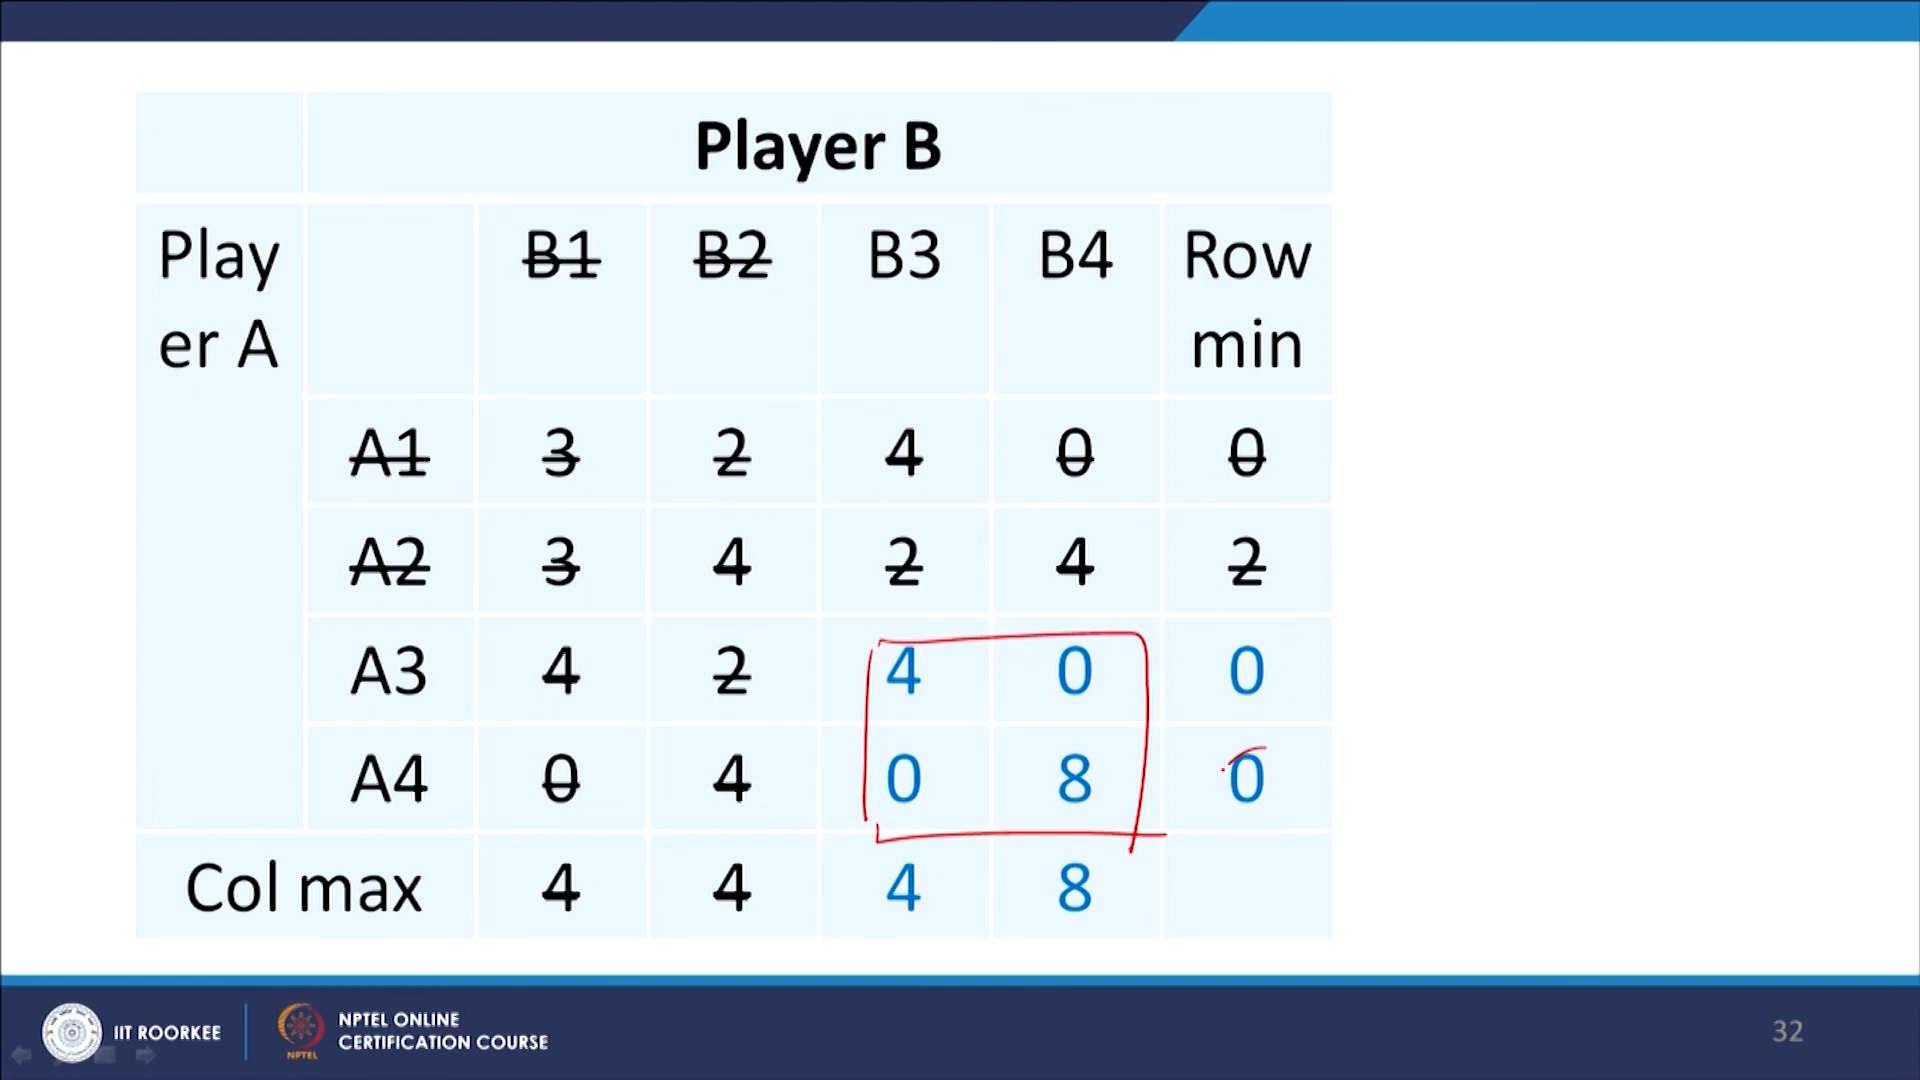 Player B
Play
er A
B1 B2 B3 B4 Row
min
A1 3 2 4 0 0
A2 3 4 2 4 2
A3 4 2 4 0 0
A4 0 4 0 8 0
Col max 4 4 4 8
IIT ROORKEE
NPTEL
NPTEL ONLINE
CERTIFICATION COURSE
32